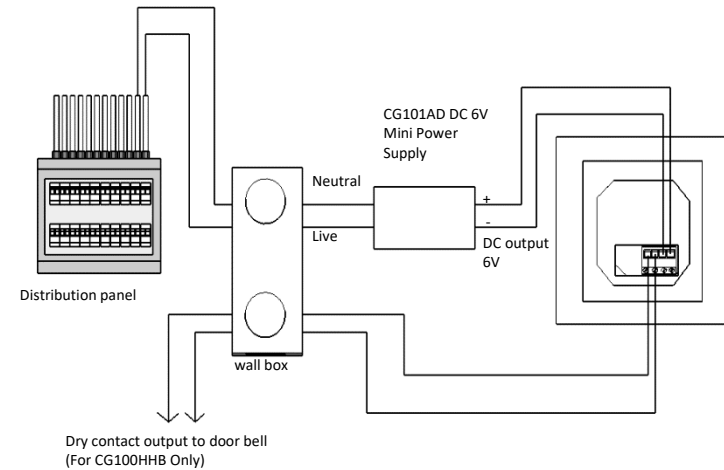 CG101AD DC 6V
Mini Power
Supply
Neutral
+
-
Live
DC output
6V
Distribution panel
wall box
Dry contact output to door bell
(For CG100HHB Only)